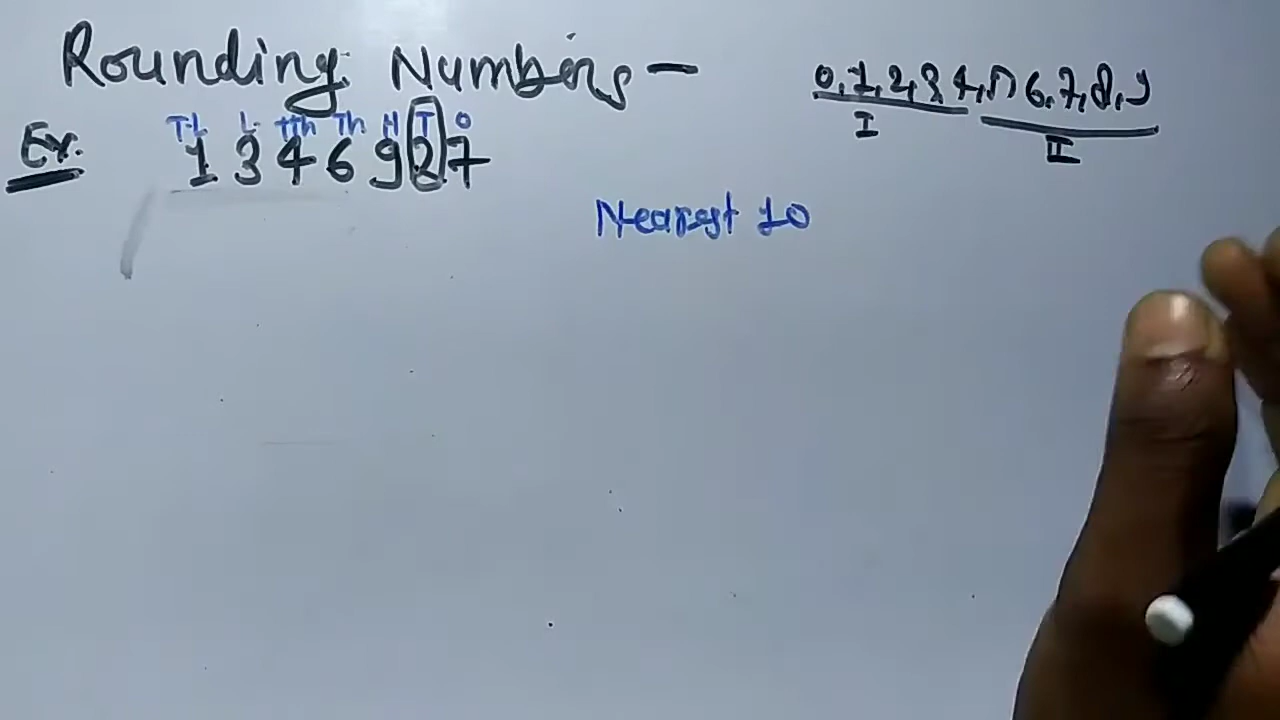 Rounding Numbers –
0,1,2,3,4,5,6,7,8,9
I
II
T-L L TTh Th H T O
Ex. 1 3 4 6 9 2 7
Nearest 10